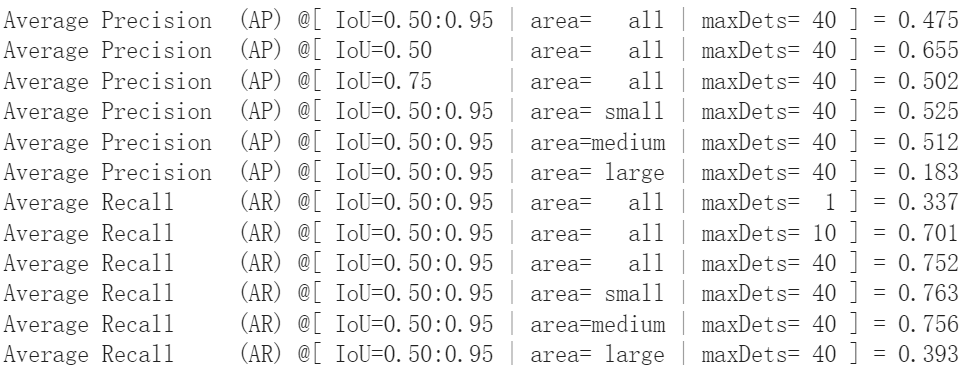 Average Precision  (AP) @[ IoU=0.50:0.95 | area=   all | maxDets= 40 ] = 0.475
Average Precision  (AP) @[ IoU=0.50      | area=   all | maxDets= 40 ] = 0.655
Average Precision  (AP) @[ IoU=0.75      | area=   all | maxDets= 40 ] = 0.502
Average Precision  (AP) @[ IoU=0.50:0.95 | area= small | maxDets= 40 ] = 0.525
Average Precision  (AP) @[ IoU=0.50:0.95 | area=medium | maxDets= 40 ] = 0.512
Average Precision  (AP) @[ IoU=0.50:0.95 | area= large | maxDets= 40 ] = 0.183
Average Recall     (AR) @[ IoU=0.50:0.95 | area=   all | maxDets=  1 ] = 0.337
Average Recall     (AR) @[ IoU=0.50:0.95 | area=   all | maxDets= 10 ] = 0.701
Average Recall     (AR) @[ IoU=0.50:0.95 | area=   all | maxDets= 40 ] = 0.752
Average Recall     (AR) @[ IoU=0.50:0.95 | area= small | maxDets= 40 ] = 0.763
Average Recall     (AR) @[ IoU=0.50:0.95 | area=medium | maxDets= 40 ] = 0.756
Average Recall     (AR) @[ IoU=0.50:0.95 | area= large | maxDets= 40 ] = 0.393